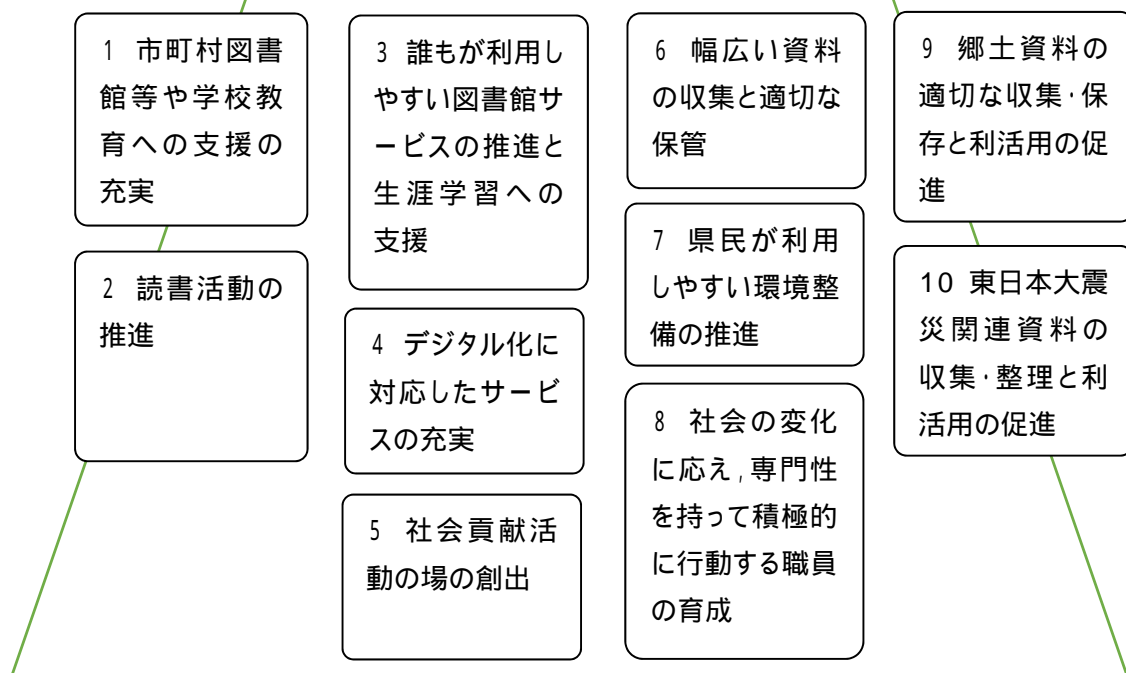 1 市町村図書
館等や学校教
育への支援の
充実
2 読書活動の
推進
3 誰もが利用し
やすい図書館サ
ービスの推進と
生涯学習への
支援
4 デジタル化に
対応したサービ
スの充実
5 社会貢献活
動の場の創出
6 幅広い資料
の収集と適切な
保管
7 県民が利用
しやすい環境整
備の推進
8 社会の変化
に応え,専門性
を持って積極的
に行動する職員
の育成
9 郷土資料の
適切な収集・保
存と利活用の促
進
10 東日本大震
災関連資料の
収集・整理と利
活用の促進